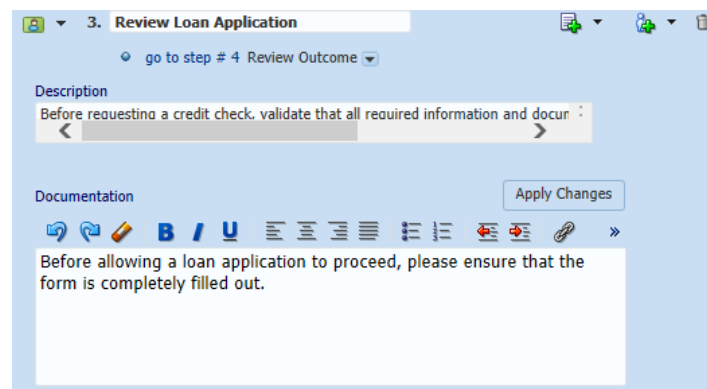 3. Review Loan Application
go to step # 4 Review Outcome
Description
Before requesting a credit check, validate that all required information and docum
Documentation
Apply Changes
B I U
»
Before allowing a loan application to proceed, please ensure that the
form is completely filled out.